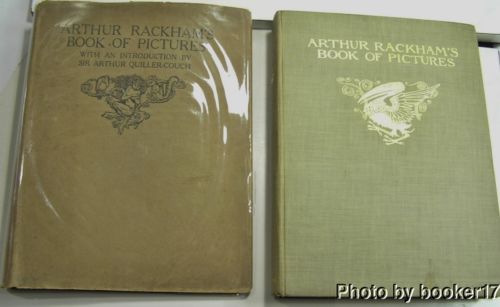 ARTHUR RACKHAM'S
BOOK OF PICTURES
WITH AN INTRODUCTION BY
SIR ARTHUR QUILLER-COUCH
ARTHUR RACKHAM'S
BOOK OF PICTURES
Photo by booker17